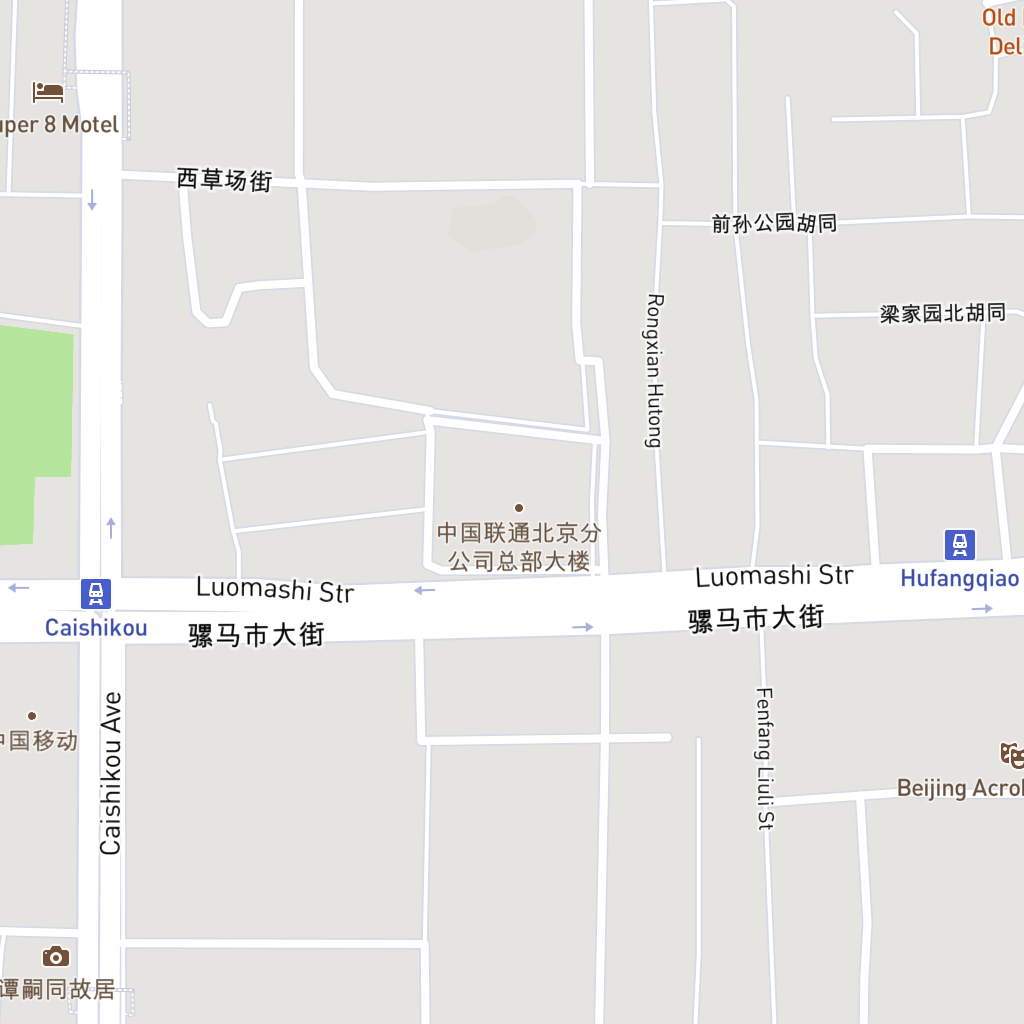 Old
Del
Super 8 Motel
西草场街
前孙公园胡同
梁家园北胡同
Rongxian Hutong
中国联通北京分
公司总部大楼
Luomashi Str
Luomashi Str
Hufangqiao
Caishikou
骡马市大街
骡马市大街
Caishikou Ave
Fenfang Liuli St
中国移动
Beijing Acrob
谭嗣同故居